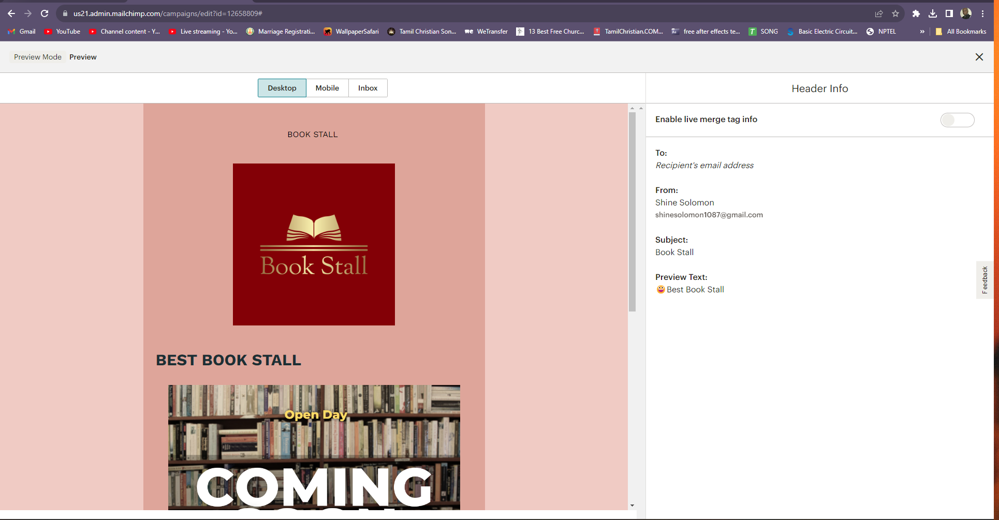 us21.admin.mailchimp.com/campaigns/edit?id=12658809#
Gmail
YouTube
Channel content - Y...
Live streaming - Yo...
Marriage Registrati...
WallpaperSafari
Tamil Christian Son...
WeTransfer
13 Best Free Churc...
TamilChristian.COM...
free after effects te...
SONG
Basic Electric Circuit...
NPTEL
»
All Bookmarks
Preview Mode Preview
Desktop
Mobile
Inbox
Header Info
BOOK STALL
Book Stall
BEST BOOK STALL
Open Day
COMING
Enable live merge tag info
To:
Recipient's email address
From:
Shine Solomon
shinesolomon1087@gmail.com
Subject:
Book Stall
Preview Text:
😀Best Book Stall
Feedback